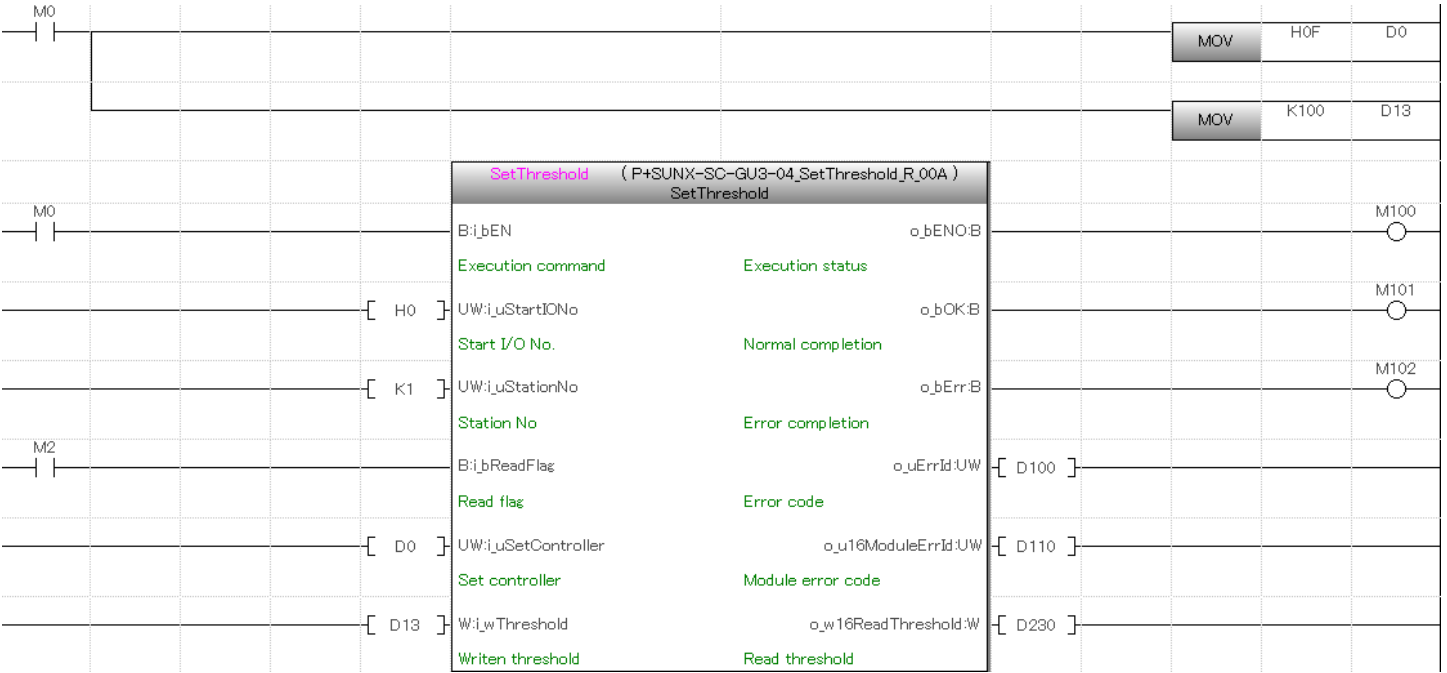 M0
MOV H0F D0
MOV K100 D13
SetThreshold (P+SUNX-SC-GU3-04_SetThreshold_R_00A)
SetThreshold
M0 B:i_bEN o_bENO:B M100
Execution command Execution status
H0 UW:i_uStartIONo o_bOK:B M101
Start I/O No. Normal completion
K1 UW:i_uStationNo o_bErr:B M102
Station No Error completion
M2 B:i_bReadFlag o_uErrId:UW D100
Read flag Error code
D0 UW:i_uSetController o_u16ModuleErrId:UW D110
Set controller Module error code
D13 W:i_wThreshold o_w16ReadThreshold:W D230
Writen threshold Read threshold